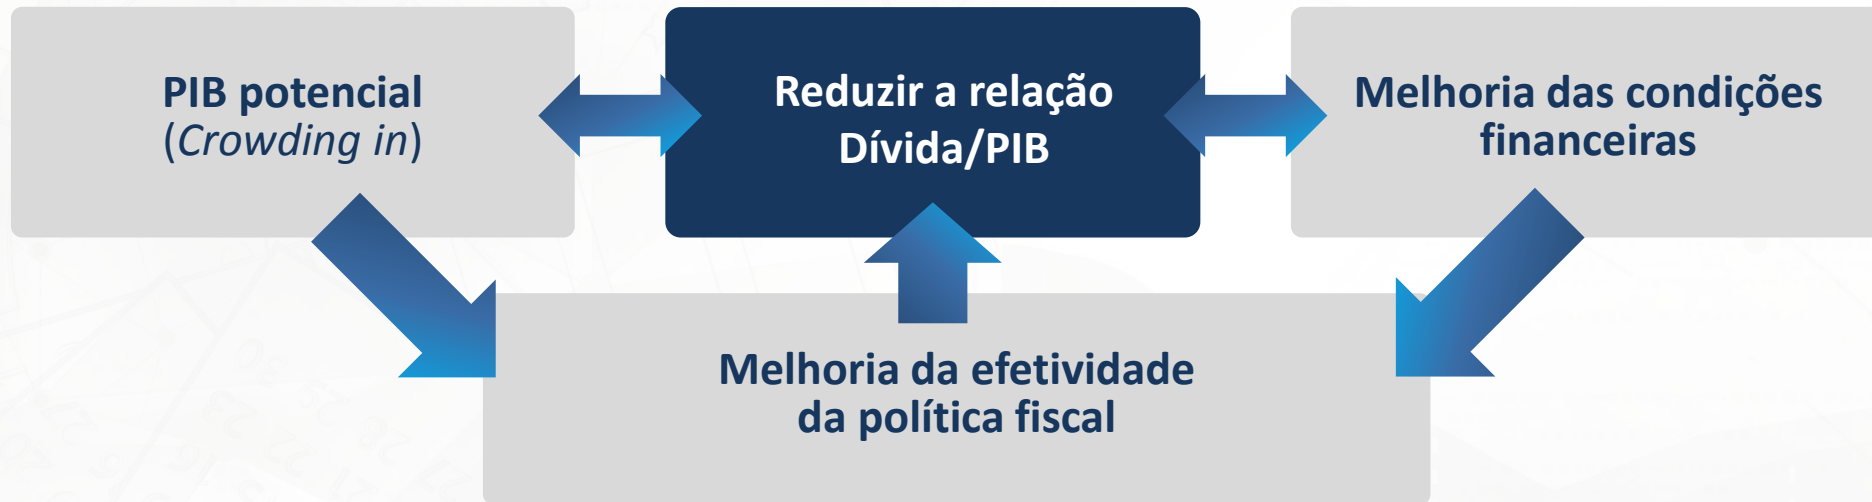 PIB potencial
(Crowding in)
Reduzir a relação
Dívida/PIB
Melhoria das condições
financeiras
Melhoria da efetividade
da política fiscal